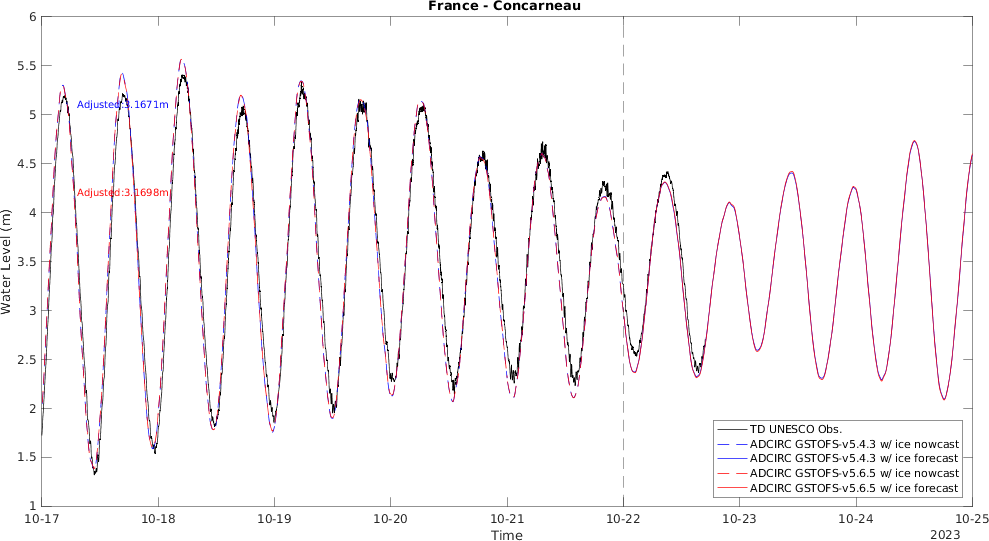 France - Concarneau
Water Level (m)
6
5.5
5
4.5
4
3.5
3
2.5
2
1.5
1
Adjusted:3.1671m
Adjusted:3.1698m
TD UNESCO Obs.
ADCIRC GSTOFS-v5.4.3 w/ ice nowcast
ADCIRC GSTOFS-v5.4.3 w/ ice forecast
ADCIRC GSTOFS-v5.6.5 w/ ice nowcast
ADCIRC GSTOFS-v5.6.5 w/ ice forecast
10-17 10-18 10-19 10-20 10-21 10-22 10-23 10-24 10-25
Time
2023